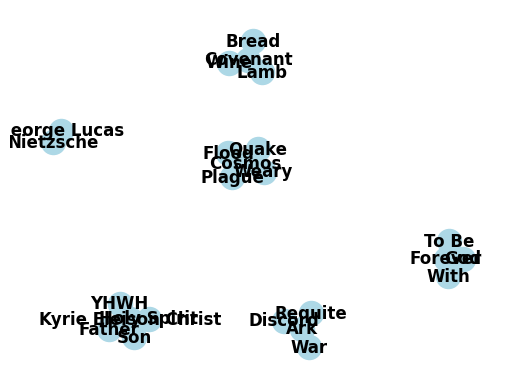 Bread
Covenant
Wine
Lamb
eorge Lucas
Nietzsche
Quake
Flood
Cosmos
Weary
Plague
To Be
Forever
God
With
YHWH
Kyrie Eleison Christ
Holy Spirit
Father
Son
Requite
Discord
Ark
War